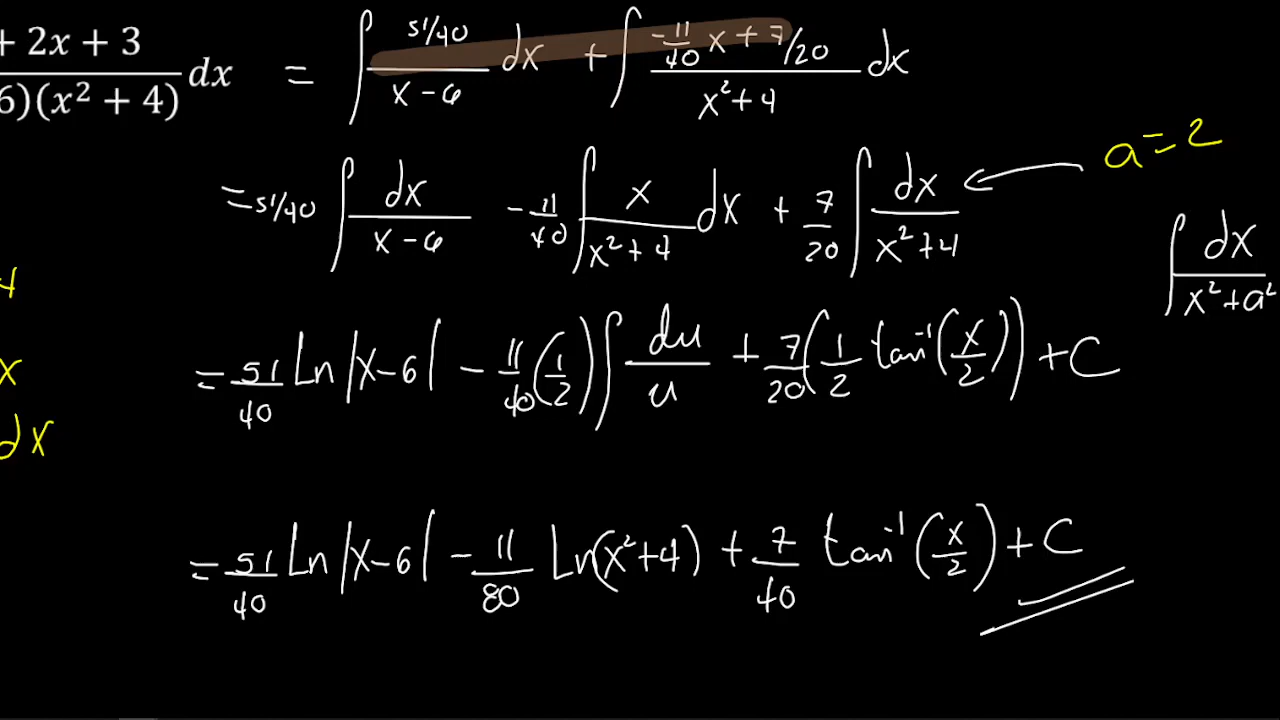 + 2x + 3 / 6)(x² + 4) dx = ∫ 51/40 / x-6 dx + ∫ -11/40 x + 7/20 / x²+4 dx
a = 2
= 51/40 ∫ dx / x-6 - 11/40 ∫ x / x²+4 dx + 7/20 ∫ dx / x²+4
∫ dx / x²+a²
4
x
dx
= 51/40 Ln|x-6| - 11/40 (1/2) ∫ du / u + 7/20 (1/2 tan⁻¹(x/2)) + C
= 51/40 Ln|x-6| - 11/80 Ln(x²+4) + 7/40 tan⁻¹(x/2) + C